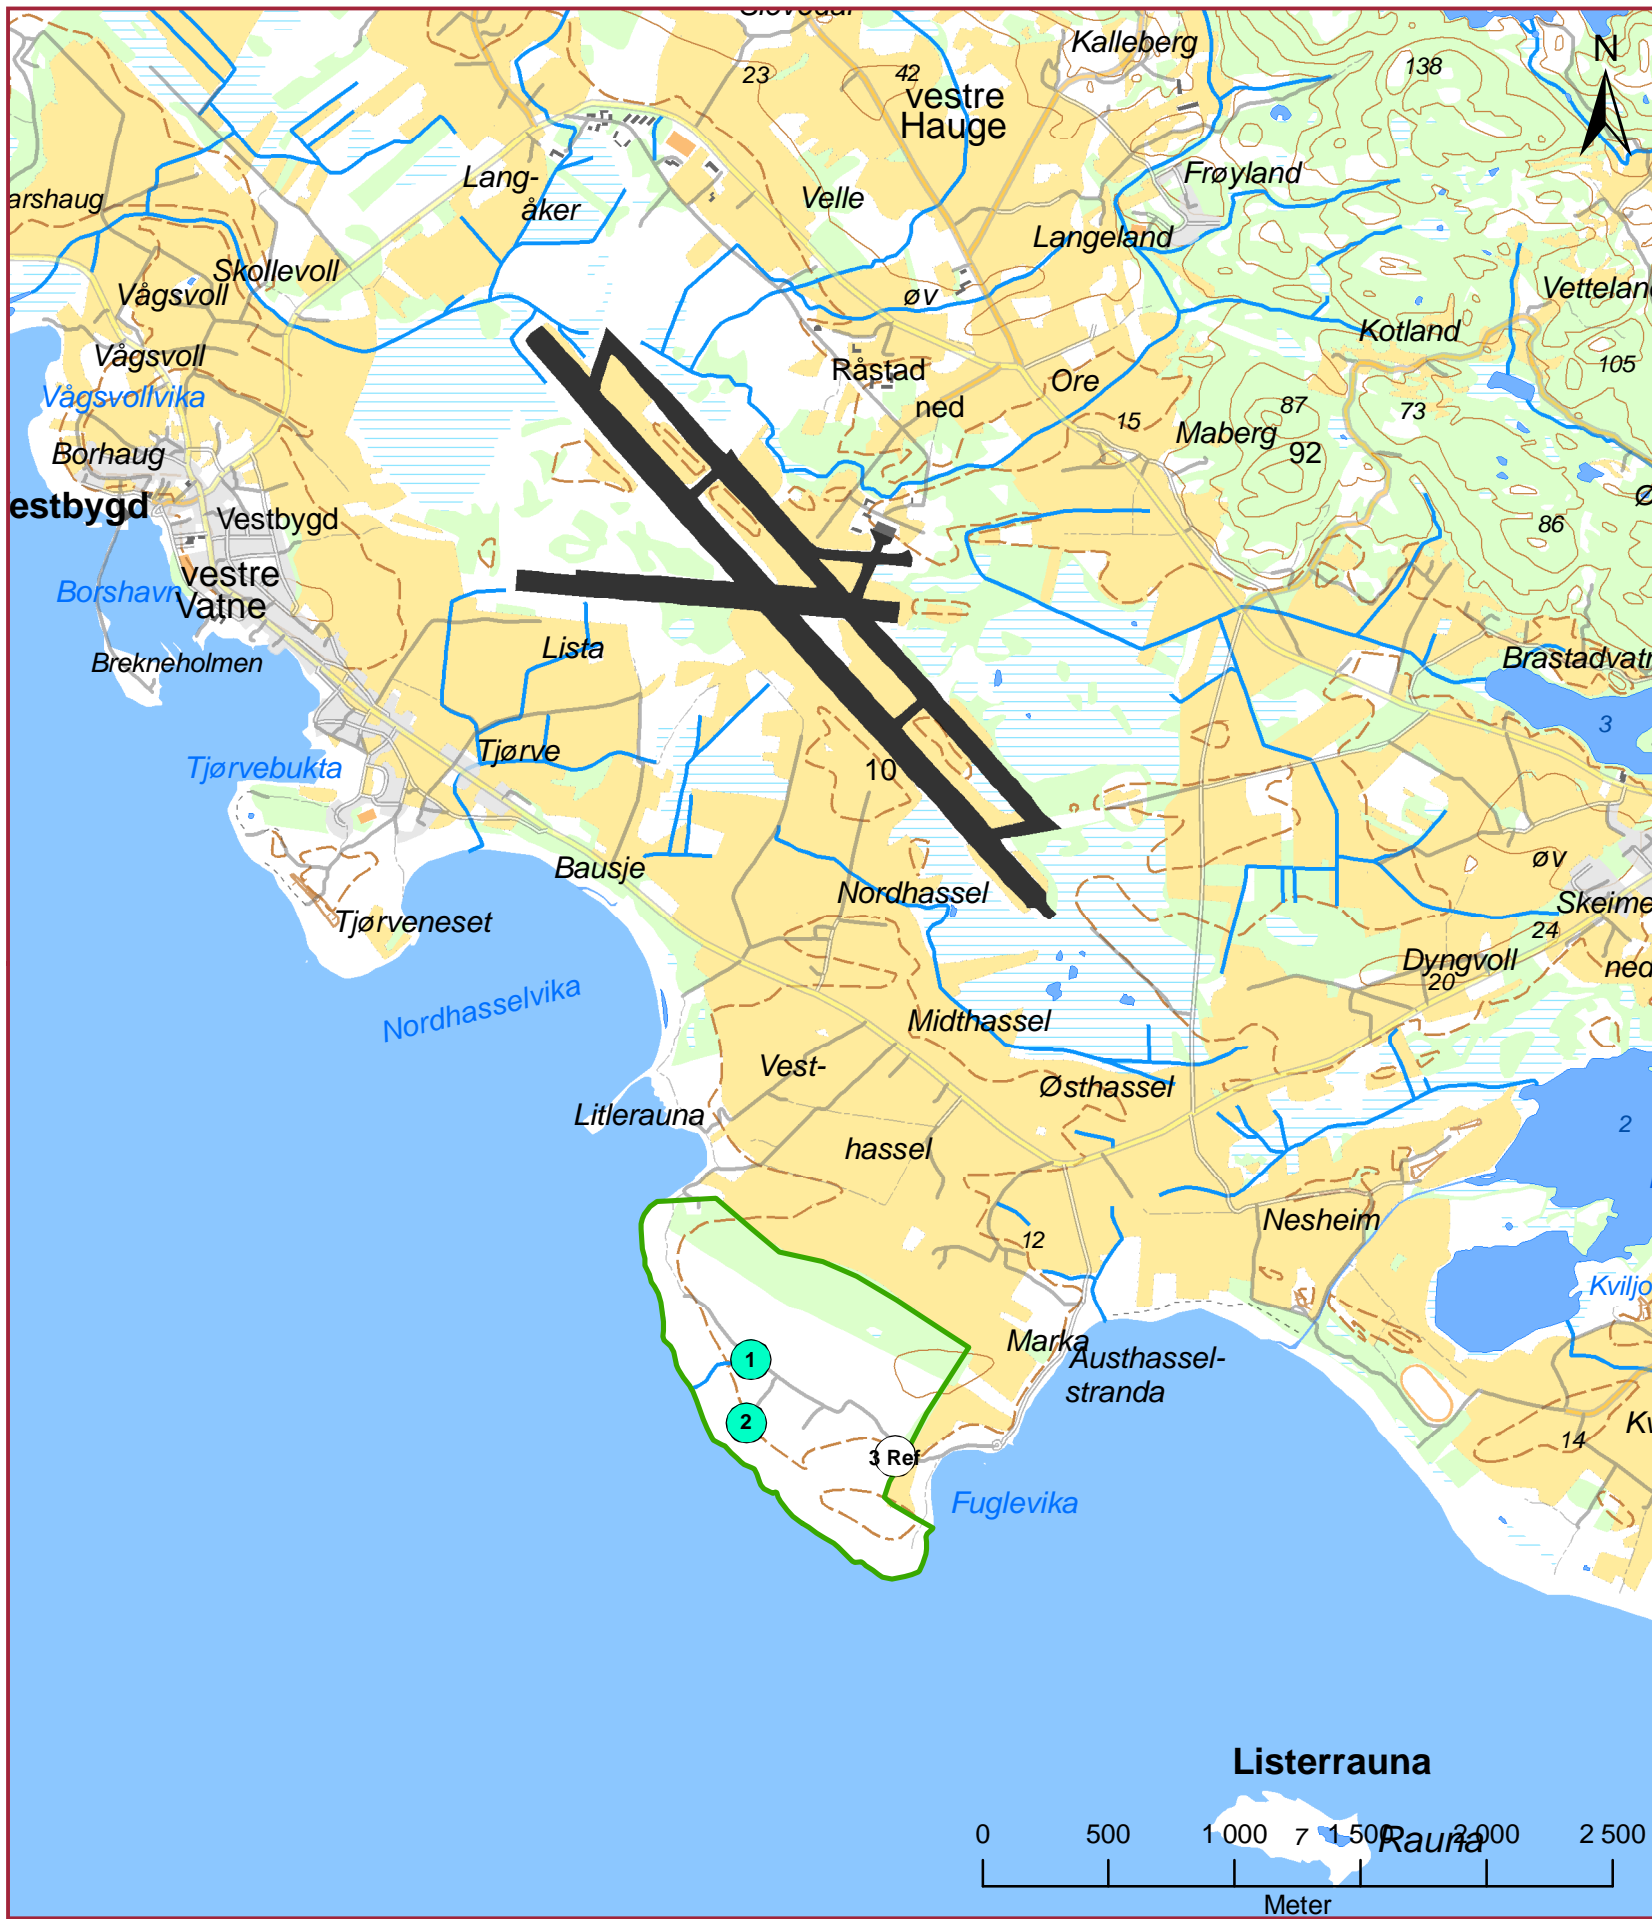 Kalleberg
N
138
23
42
vestre
Hauge
Lang-
åker
Frøyland
arshaug
Velle
Langeland
Skollevoll
Vågsvoll
øv
Kotland
Vågsvoll
105
Vågsvollvika
Råstad
Ore
87
73
ned
15
Maberg
92
Borhaug
estbygd
Vestbygd
86
Ø
vestre
Vatne
Lista
Brekneholmen
3
Tjørve
Tjørvebukta
10
øv
Bausje
Nordhassel
Skeime
Tjørveneset
24
Dyngvoll
20
ned
Nordhasselvika
Midthassel
Vest-
Østhassel
Litlerauna
2
hassel
Nesheim
12
Kviljo
Marka
Austhassel-
stranda
1
2
14
3 Ref
Fuglevika
Listerrauna
0 500 1 000 7 1 500 Rauna 2 000 2 500
Meter